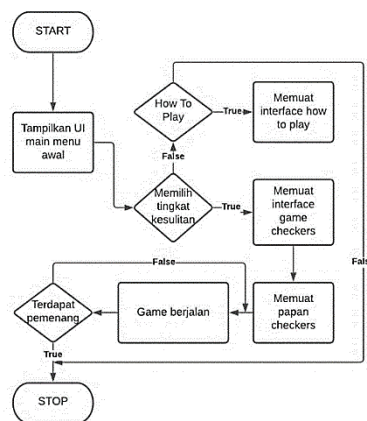 START
How To
Play
True
Memuat
interface how
to play
Tampilkan UI
main menu
awal
False
Memilih
tingkat
kesulitan
True
Memuat
interface
game
checkers
False
Fals
Terdapat
pemenang
Game berjalan
Memuat
papan
checkers
True
STOP